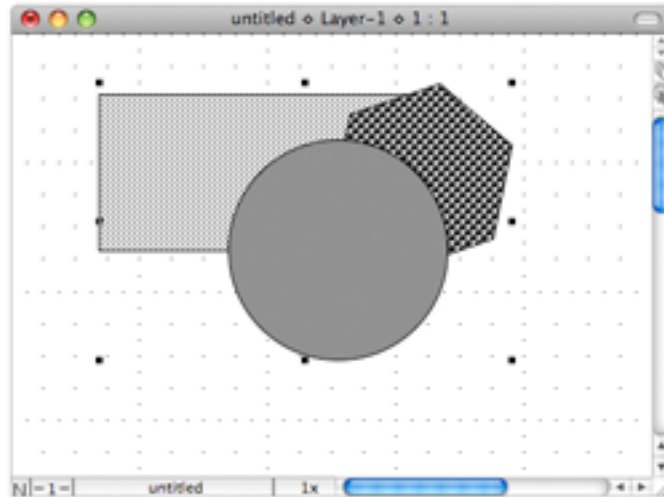 untitled ⋄ Layer-1 ⋄ 1 : 1
N -1- untitled 1x